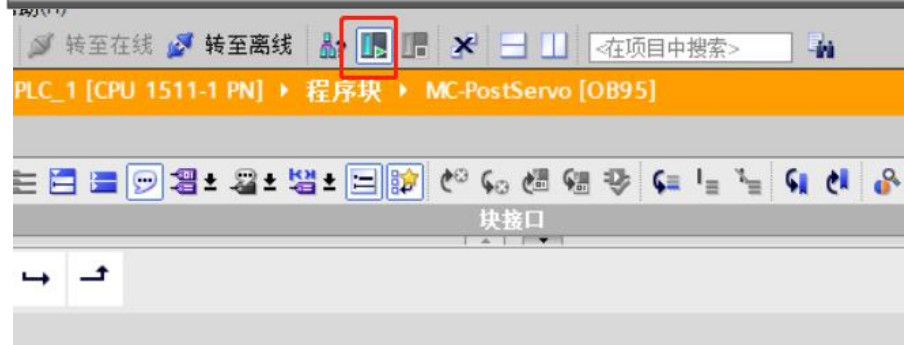 转至在线 转至离线 <在项目中搜索>
PLC_1 [CPU 1511-1 PN] 程序块 MC-PostServo [OB95]
块接口